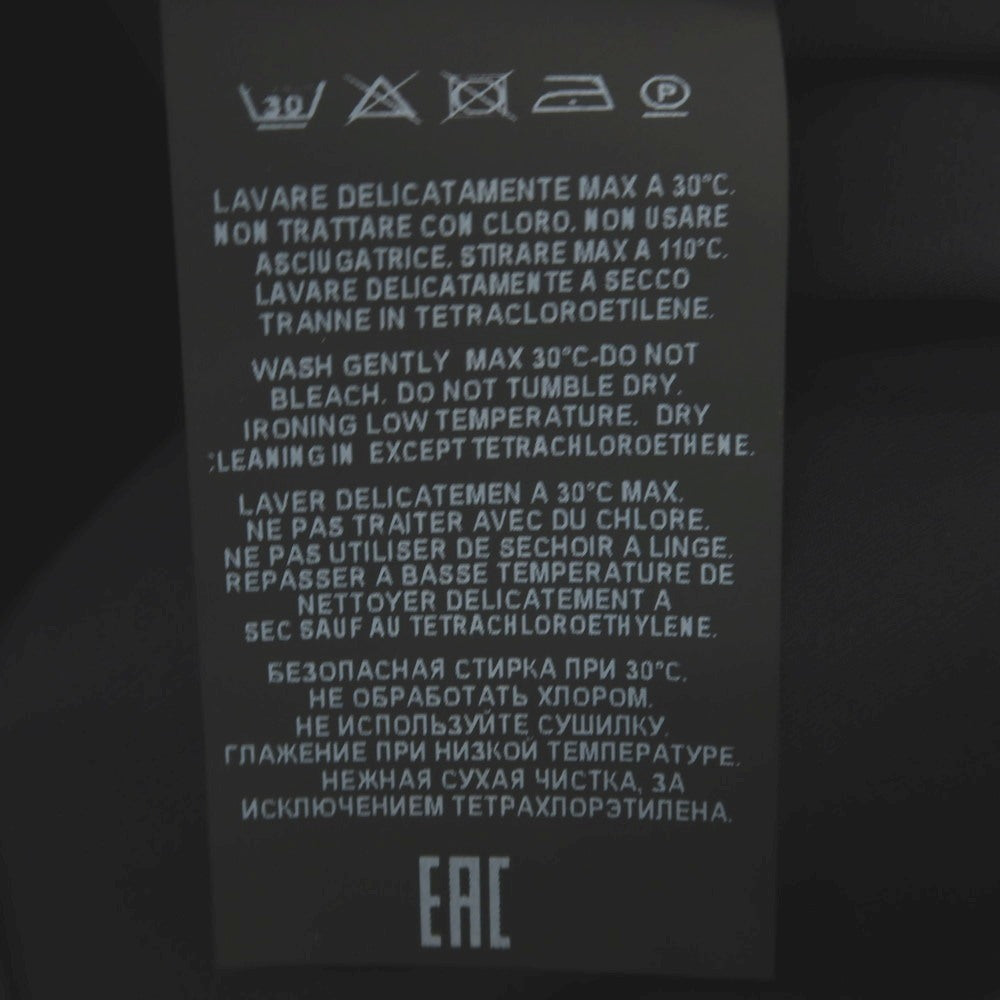 30 P
LAVARE DELICATAMENTE MAX A 30°C.
NON TRATTARE CON CLORO. NON USARE
ASCIUGATRICE, STIRARE MAX A 110°C.
LAVARE DELICATAMENTE A SECCO
TRANNE IN TETRACLOROETILENE.
WASH GENTLY MAX 30°C-DO NOT
BLEACH. DO NOT TUMBLE DRY.
IRONING LOW TEMPERATURE. DRY
CLEANING IN EXCEPT TETRACHLOROETHENE.
LAVER DELICATEMEN A 30°C MAX.
NE PAS TRAITER AVEC DU CHLORE.
NE PAS UTILISER DE SECHOIR A LINGE.
REPASSER A BASSE TEMPERATURE DE
NETTOYER DELICATEMENT A
SEC SAUF AU TETRACHLOROETHYLENE.
БЕЗОПАСНАЯ СТИРКА ПРИ 30°C.
НЕ ОБРАБОТАТЬ ХЛОРОМ.
НЕ ИСПОЛЬЗУЙТЕ СУШИЛКУ.
ГЛАЖЕНИЕ ПРИ НИЗКОЙ ТЕМПЕРАТУРЕ.
НЕЖНАЯ СУХАЯ ЧИСТКА, ЗА
ИСКЛЮЧЕНИЕМ ТЕТРАХЛОРЭТИЛЕНА.
EAC